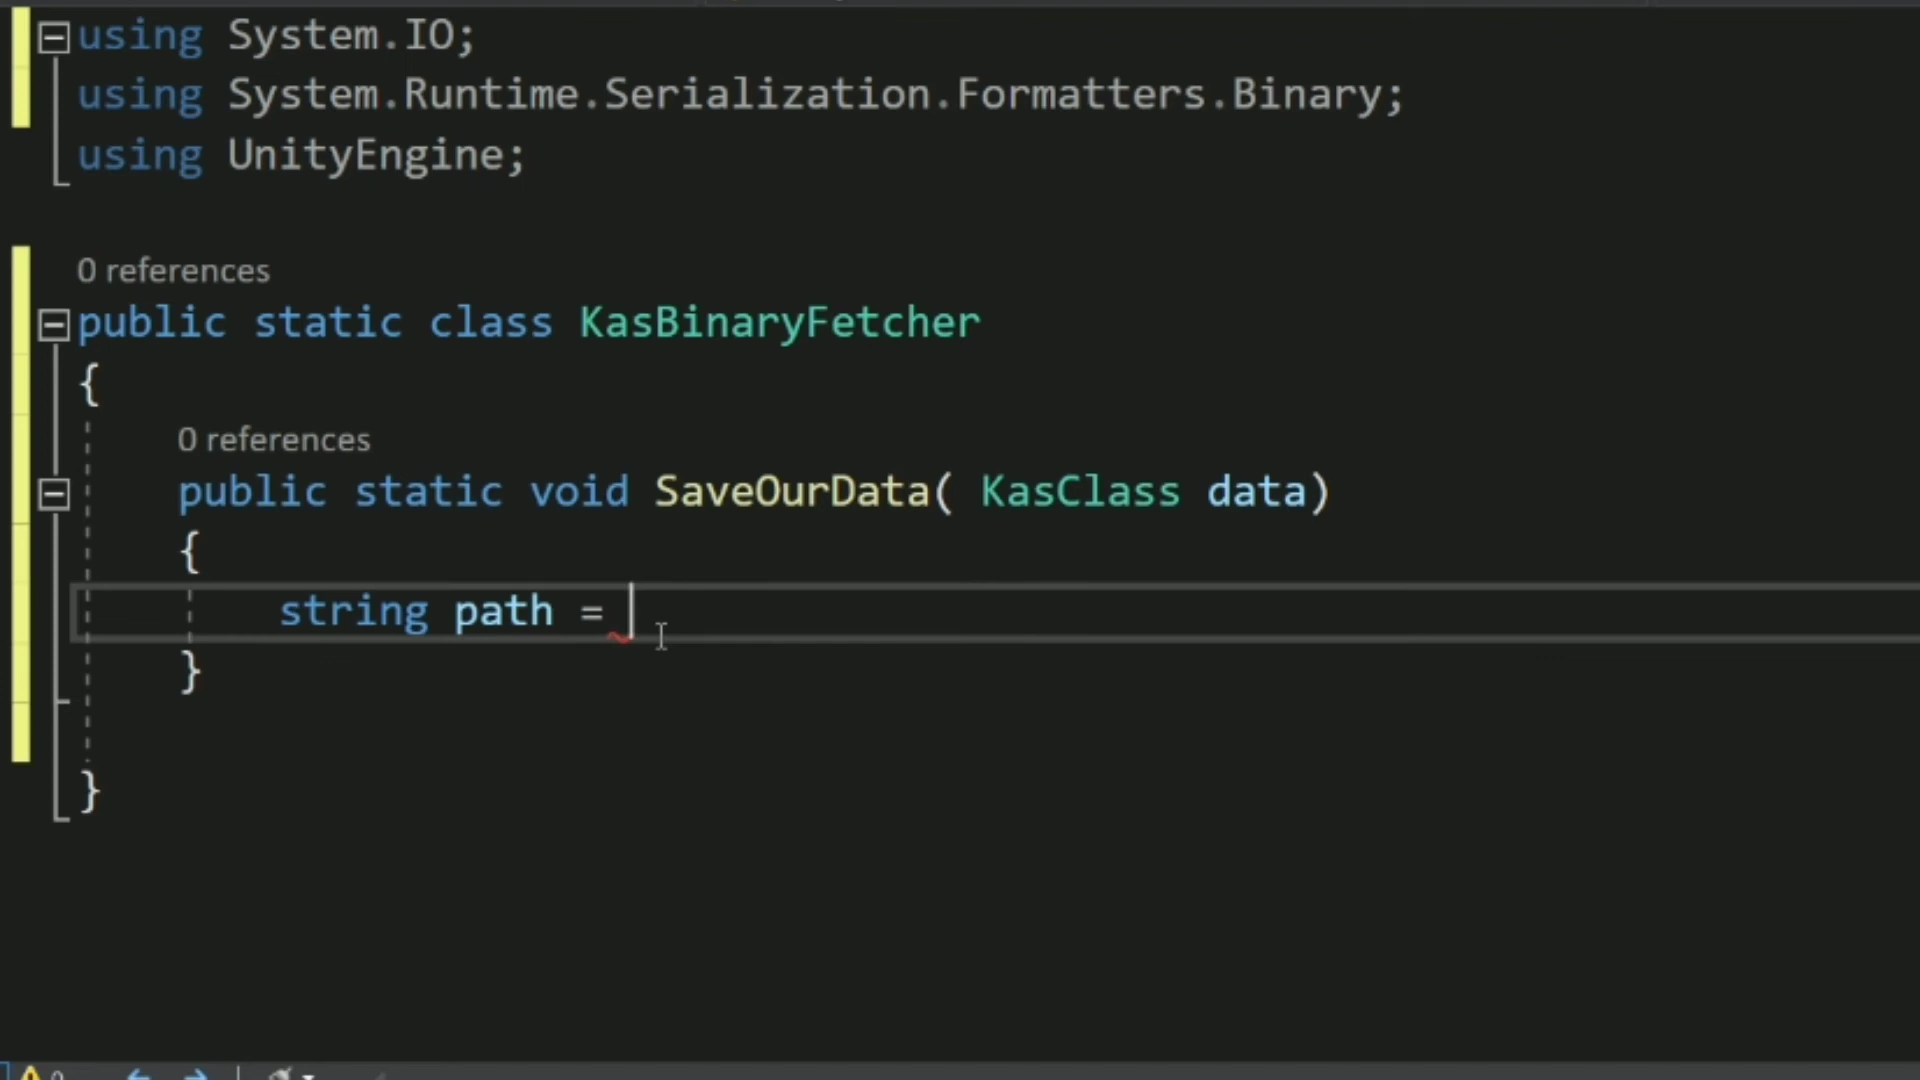 using System.IO;
using System.Runtime.Serialization.Formatters.Binary;
using UnityEngine;
0 references
public static class KasBinaryFetcher
{
0 references
public static void SaveOurData( KasClass data)
{
string path =
}
}